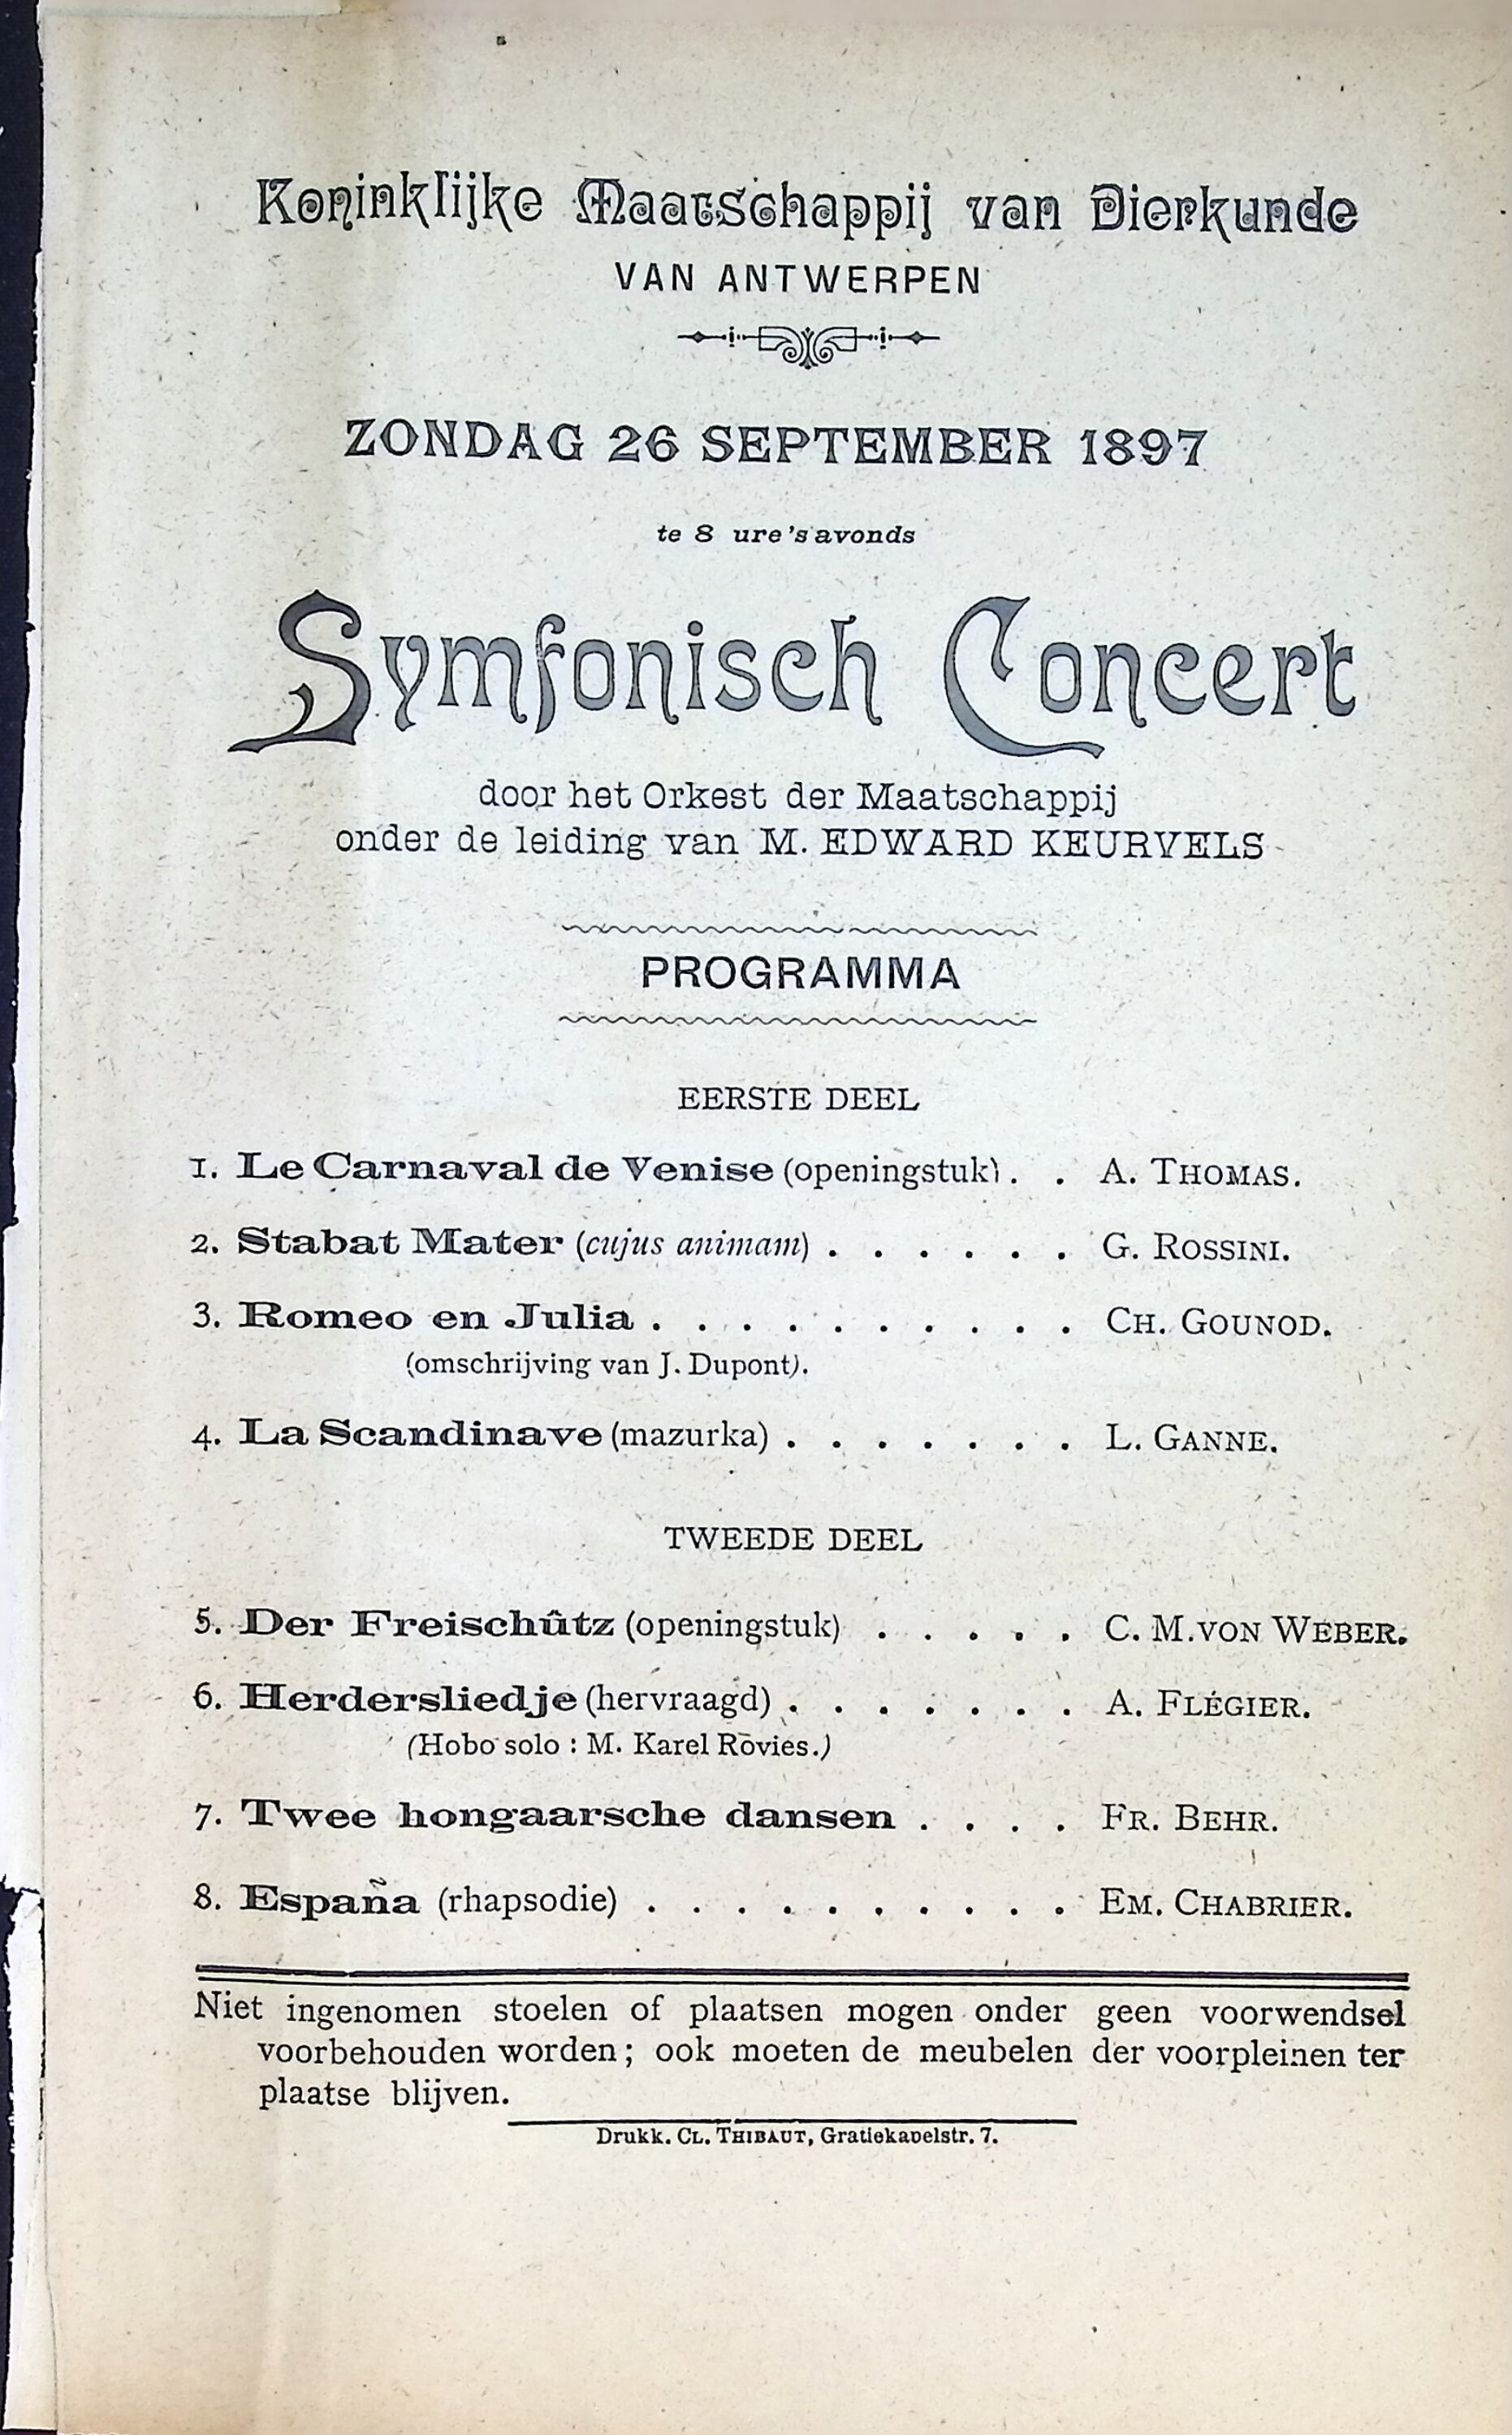 Koninklijke Maatschappij van Dierkunde
VAN ANTWERPEN
ZONDAG 26 SEPTEMBER 1897
te 8 ure 's avonds
Symfonisch Concert
door het Orkest der Maatschappij
onder de leiding van M. EDWARD KEURVELS
PROGRAMMA
EERSTE DEEL
1. Le Carnaval de Venise (openingstuk) . . A. THOMAS.
2. Stabat Mater (cujus animam) . . . . . . G. ROSSINI.
3. Romeo en Julia . . . . . . . . . . CH. GOUNOD.
(omschrijving van J. Dupont).
4. La Scandinave (mazurka) . . . . . . . L. GANNE.
TWEEDE DEEL
5. Der Freischûtz (openingstuk) . . . . . C. M. VON WEBER.
6. Herdersliedje (hervraagd) . . . . . . . A. FLÉGIER.
(Hobo solo : M. Karel Rovies.)
7. Twee hongaarsche dansen . . . . FR. BEHR.
8. España (rhapsodie) . . . . . . . . . . EM. CHABRIER.
Niet ingenomen stoelen of plaatsen mogen onder geen voorwendsel
voorbehouden worden ; ook moeten de meubelen der voorpleinen ter
plaatse blijven.
Drukk. CL. THIBAUT, Gratiekapelstr. 7.